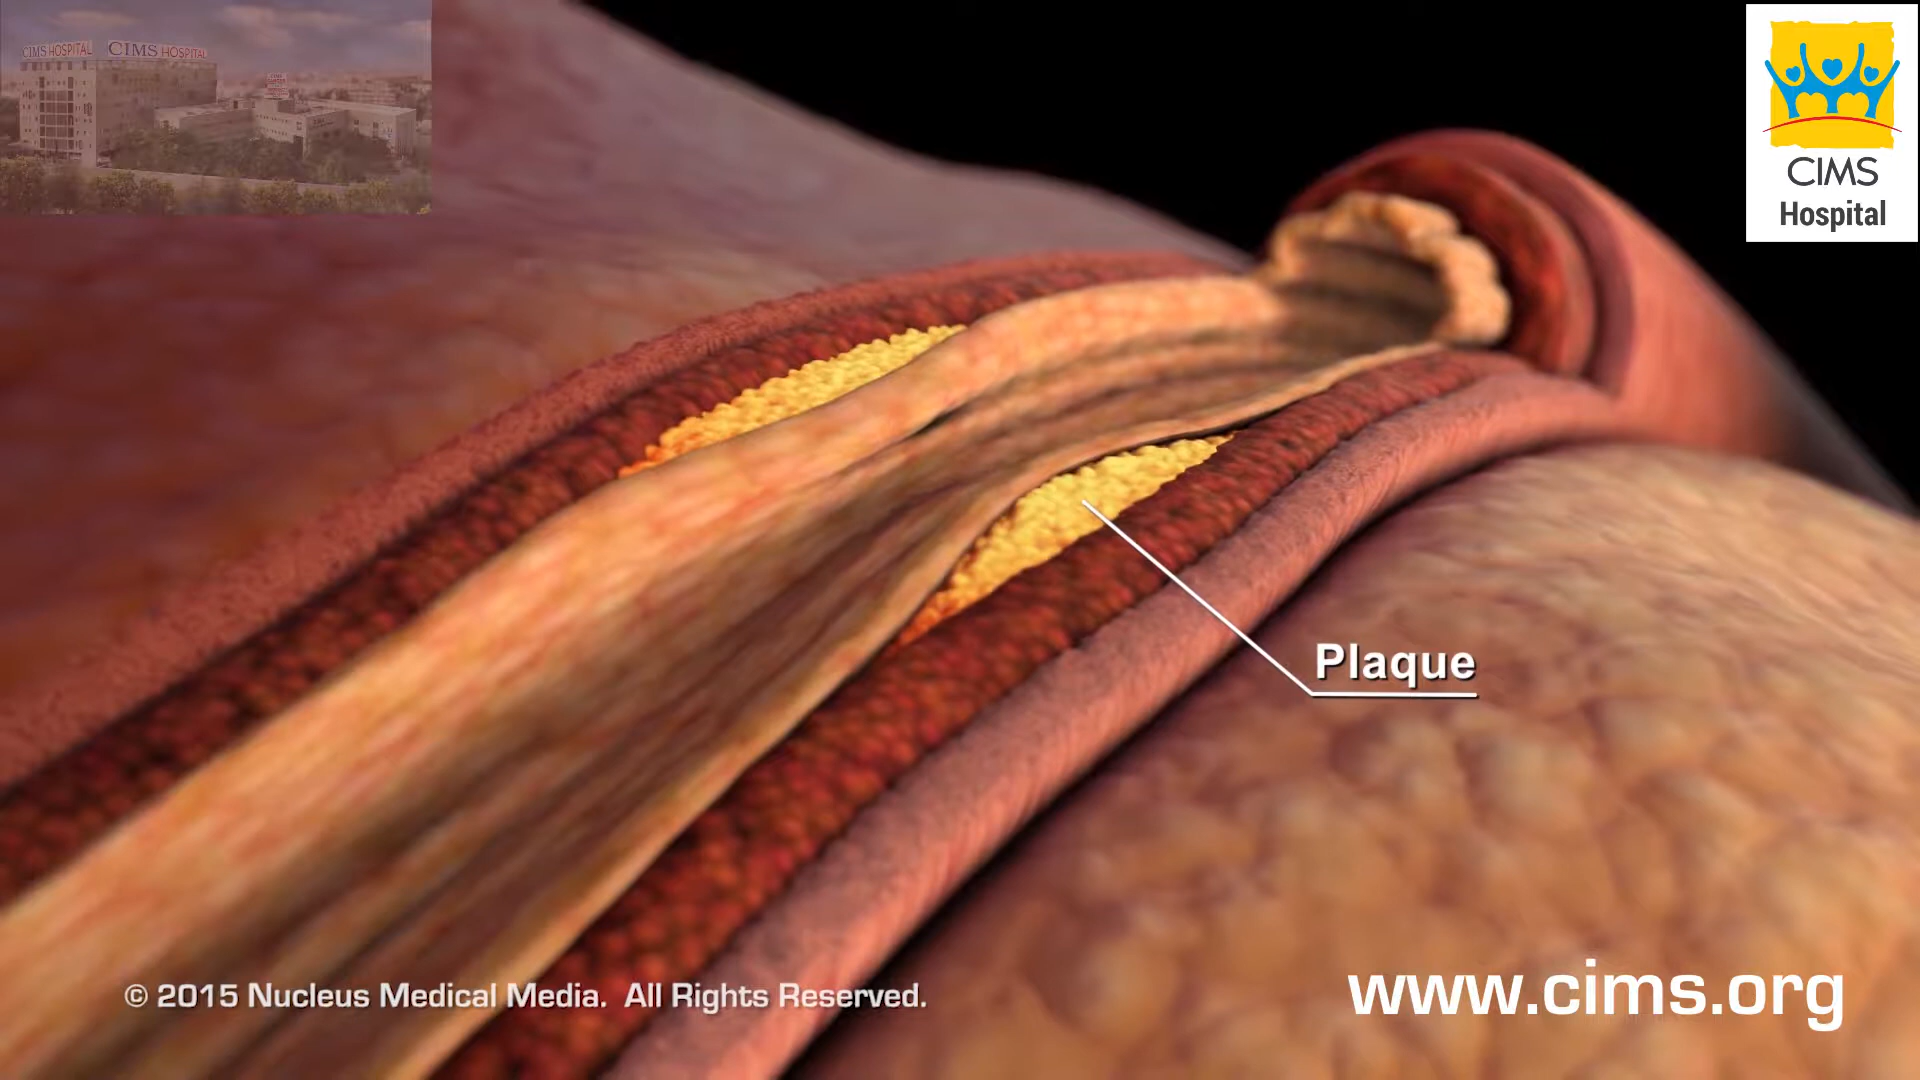 CIMS HOSPITAL CIMS HOSPITAL
CIMS
Hospital
Plaque
© 2015 Nucleus Medical Media. All Rights Reserved.
www.cims.org